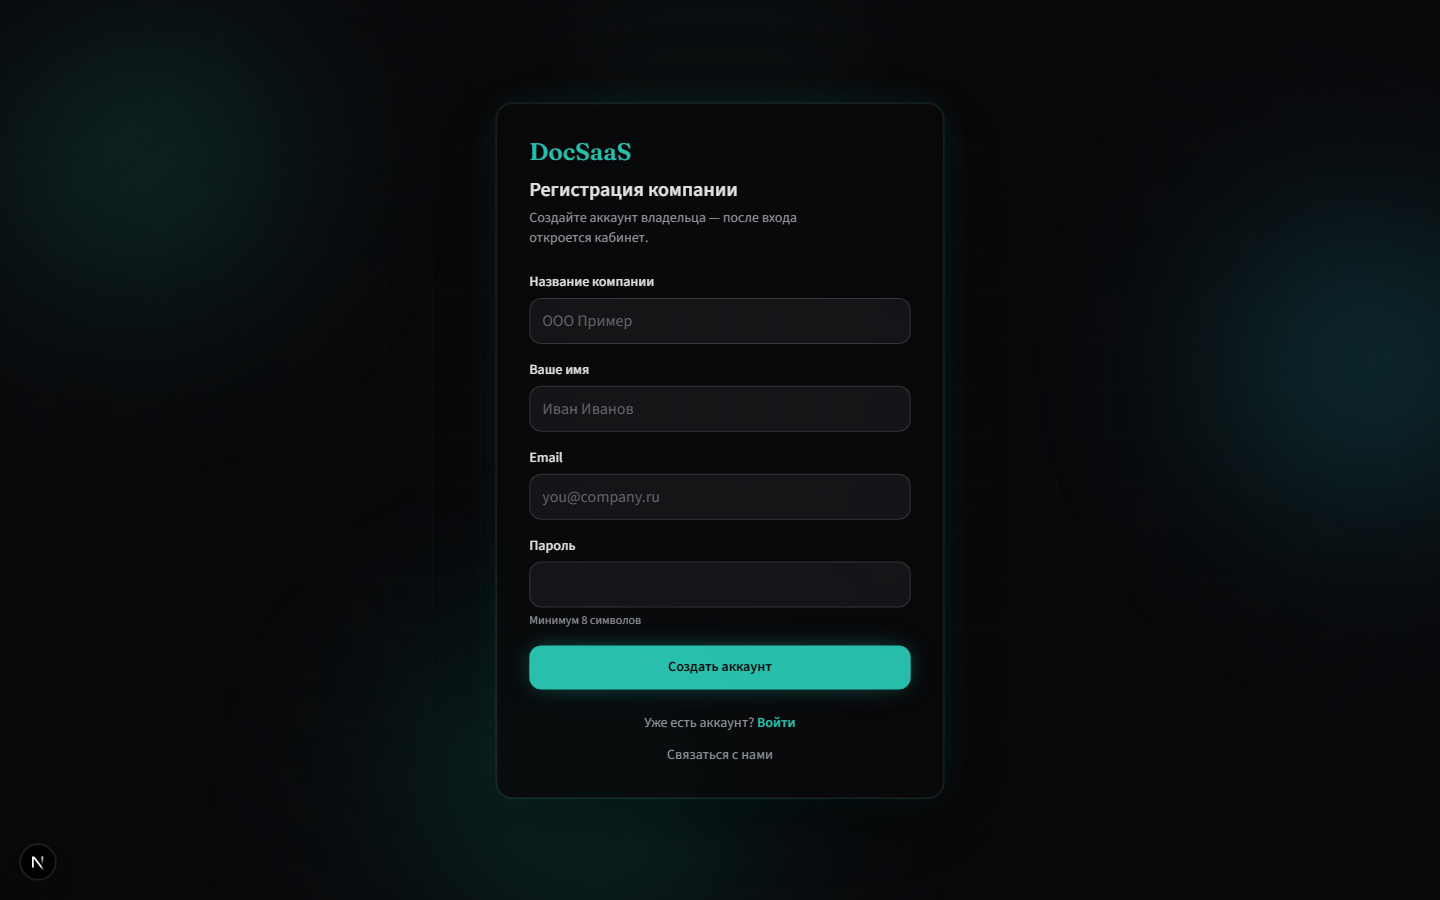 DocSaaS
Регистрация компании
Создайте аккаунт владельца — после входа
откроется кабинет.
Название компании
ООО Пример
Ваше имя
Иван Иванов
Email
you@company.ru
Пароль
Минимум 8 символов
Создать аккаунт
Уже есть аккаунт? Войти
Связаться с нами
N